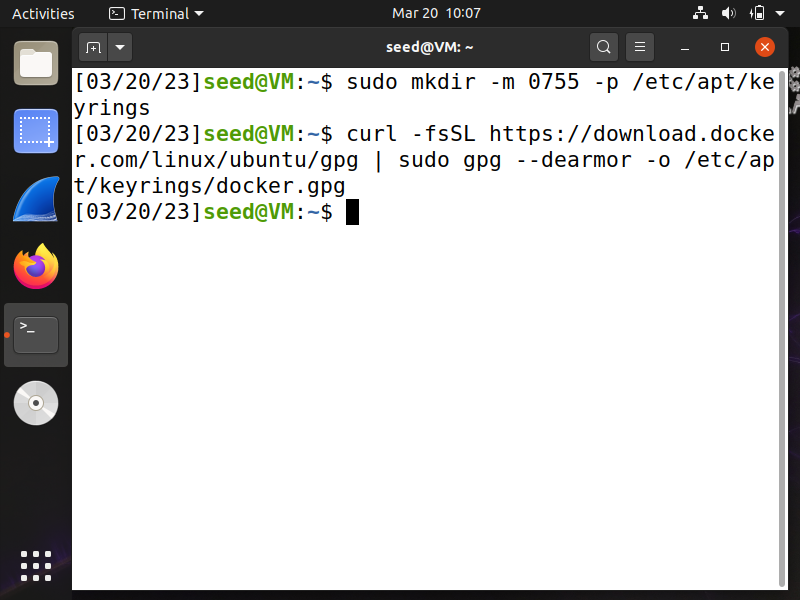 Activities
Terminal
Mar 20 10:07
seed@VM: ~
[03/20/23]seed@VM:~$ sudo mkdir -m 0755 -p /etc/apt/ke
yrings
[03/20/23]seed@VM:~$ curl -fsSL https://download.docke
r.com/linux/ubuntu/gpg | sudo gpg --dearmor -o /etc/ap
t/keyrings/docker.gpg
[03/20/23]seed@VM:~$
>_